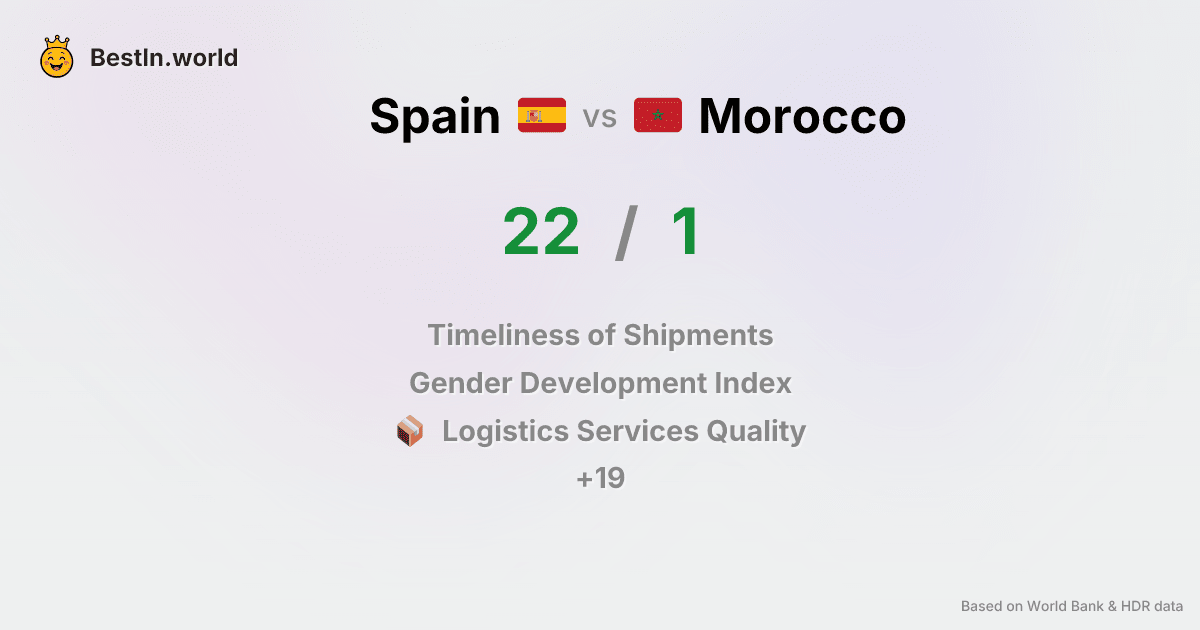 BestIn.world
Spain vs Morocco
22 / 1
Timeliness of Shipments
Gender Development Index
Logistics Services Quality
+19
Based on World Bank & HDR data